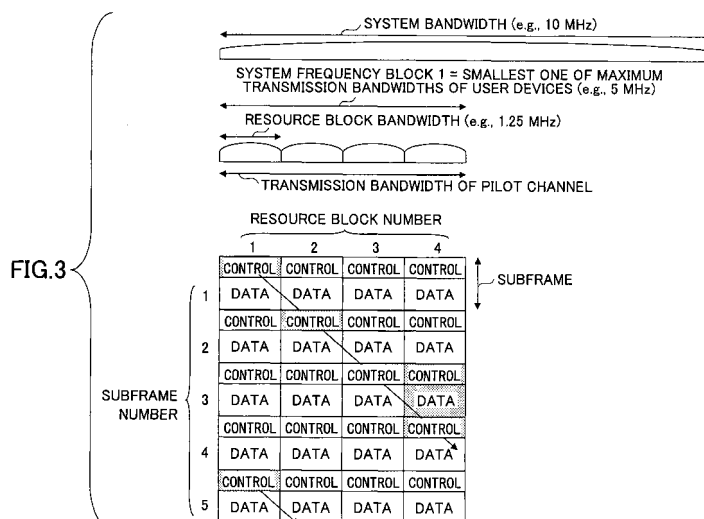 SYSTEM BANDWIDTH (e.g., 10 MHz)
SYSTEM FREQUENCY BLOCK 1 = SMALLEST ONE OF MAXIMUM
TRANSMISSION BANDWIDTHS OF USER DEVICES (e.g., 5 MHz)
RESOURCE BLOCK BANDWIDTH (e.g., 1.25 MHz)
TRANSMISSION BANDWIDTH OF PILOT CHANNEL
RESOURCE BLOCK NUMBER
1 2 3 4
FIG.3
CONTROL CONTROL CONTROL CONTROL
SUBFRAME
1 DATA DATA DATA DATA
CONTROL CONTROL CONTROL CONTROL
2 DATA DATA DATA DATA
CONTROL CONTROL CONTROL CONTROL
SUBFRAME NUMBER
3 DATA DATA DATA DATA
CONTROL CONTROL CONTROL CONTROL
4 DATA DATA DATA DATA
CONTROL CONTROL CONTROL CONTROL
5 DATA DATA DATA DATA